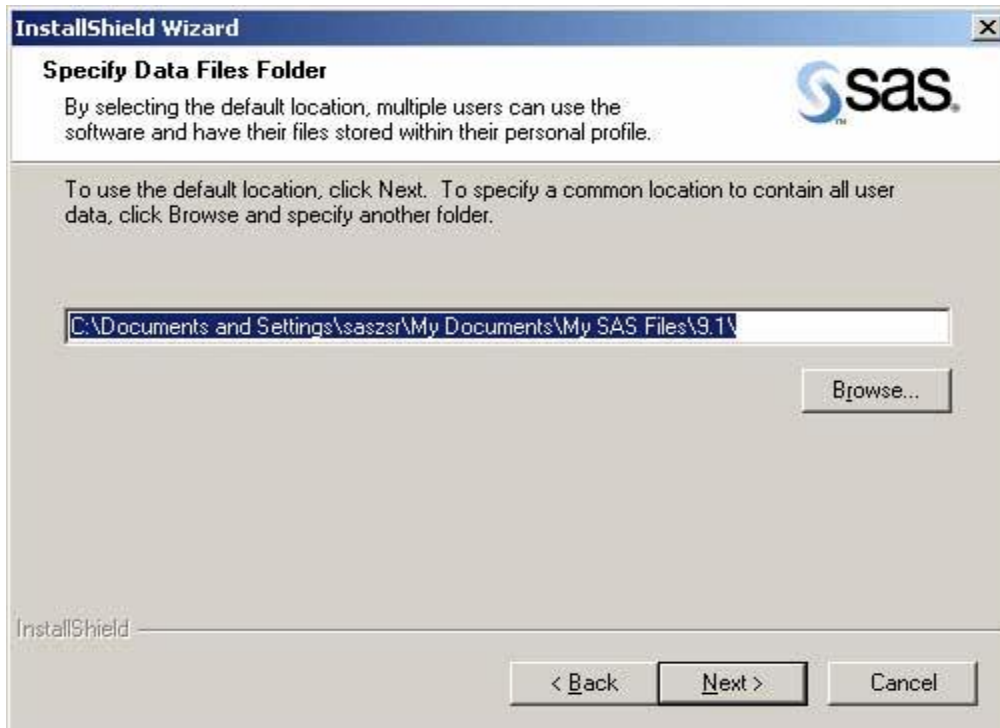 InstallShield Wizard
Specify Data Files Folder
By selecting the default location, multiple users can use the
software and have their files stored within their personal profile.
sas.
TM
To use the default location, click Next. To specify a common location to contain all user
data, click Browse and specify another folder.
C:\Documents and Settings\saszsr\My Documents\My SAS Files\9.1\
Browse...
InstallShield
< Back
Next >
Cancel